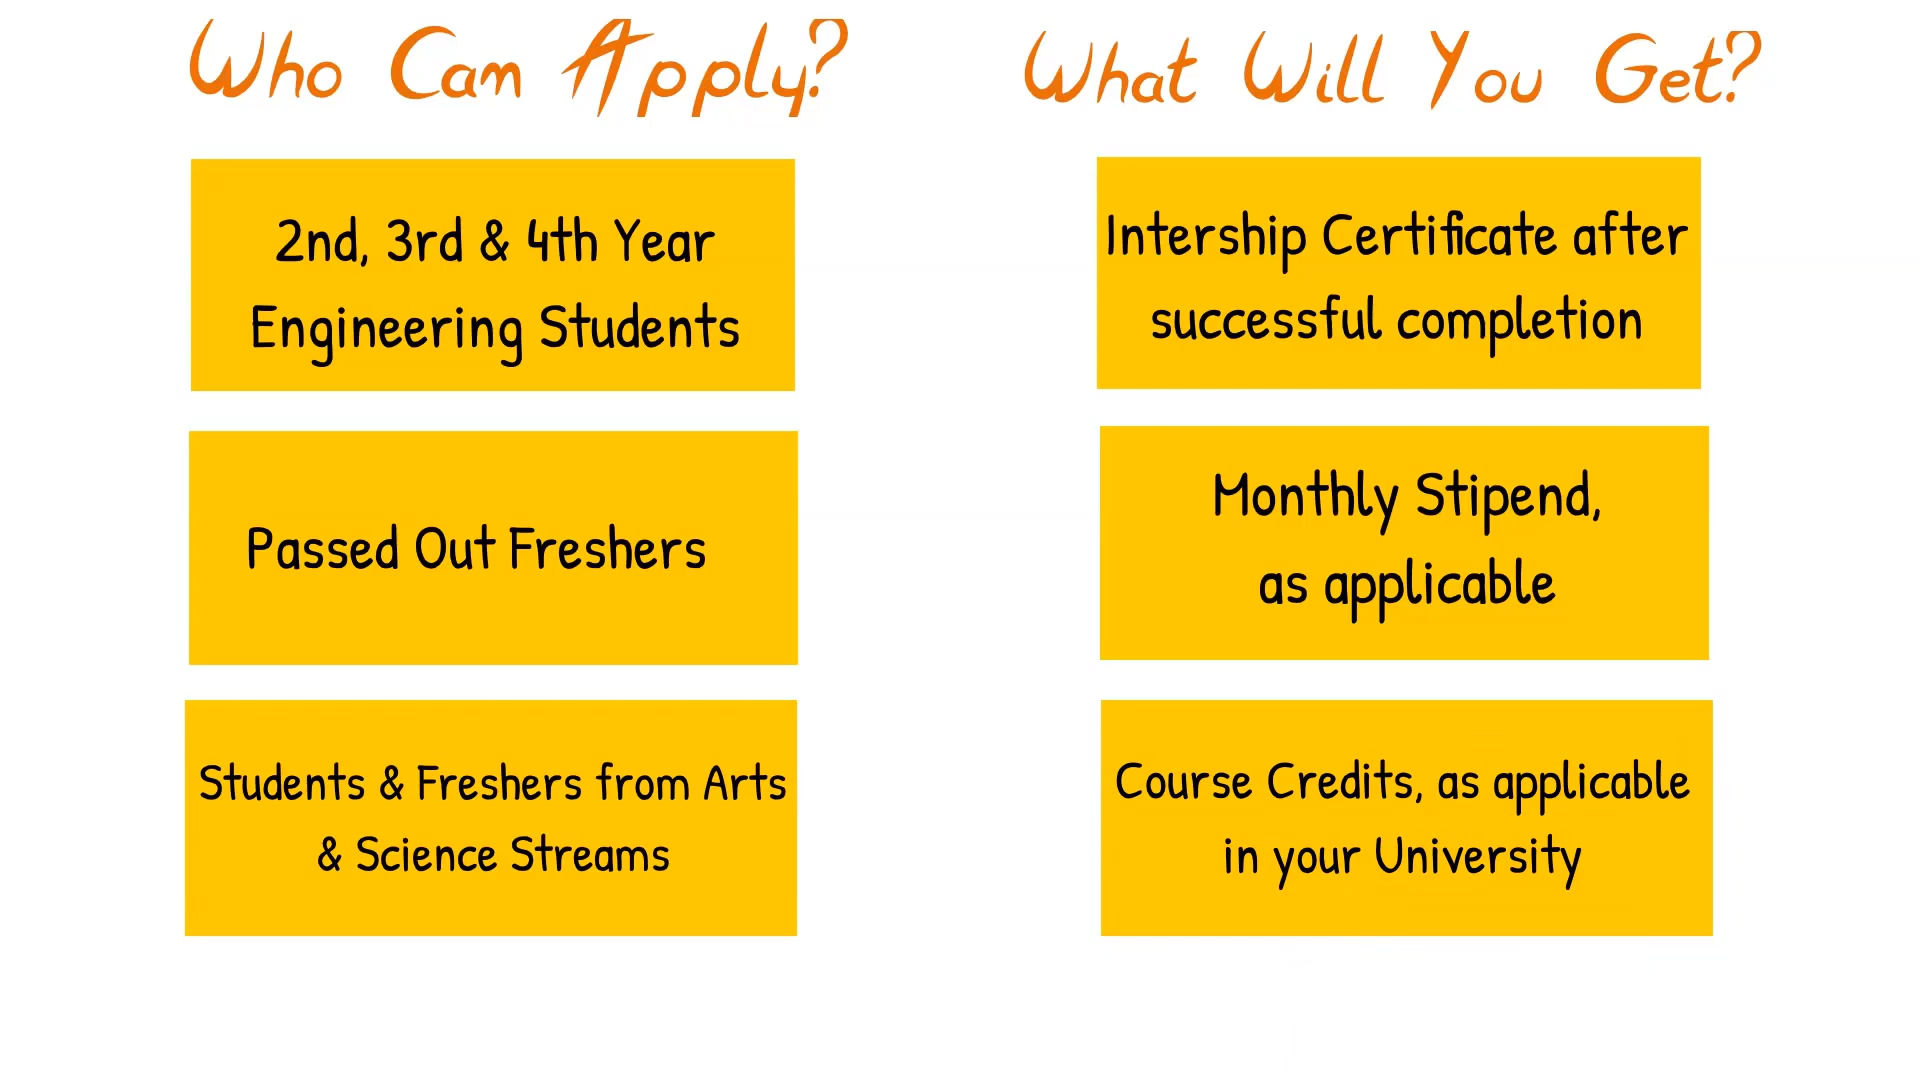 Who Can Apply?
2nd, 3rd & 4th Year
Engineering Students
Passed Out Freshers
Students & Freshers from Arts
& Science Streams
What Will You Get?
Intership Certificate after
successful completion
Monthly Stipend,
as applicable
Course Credits, as applicable
in your University